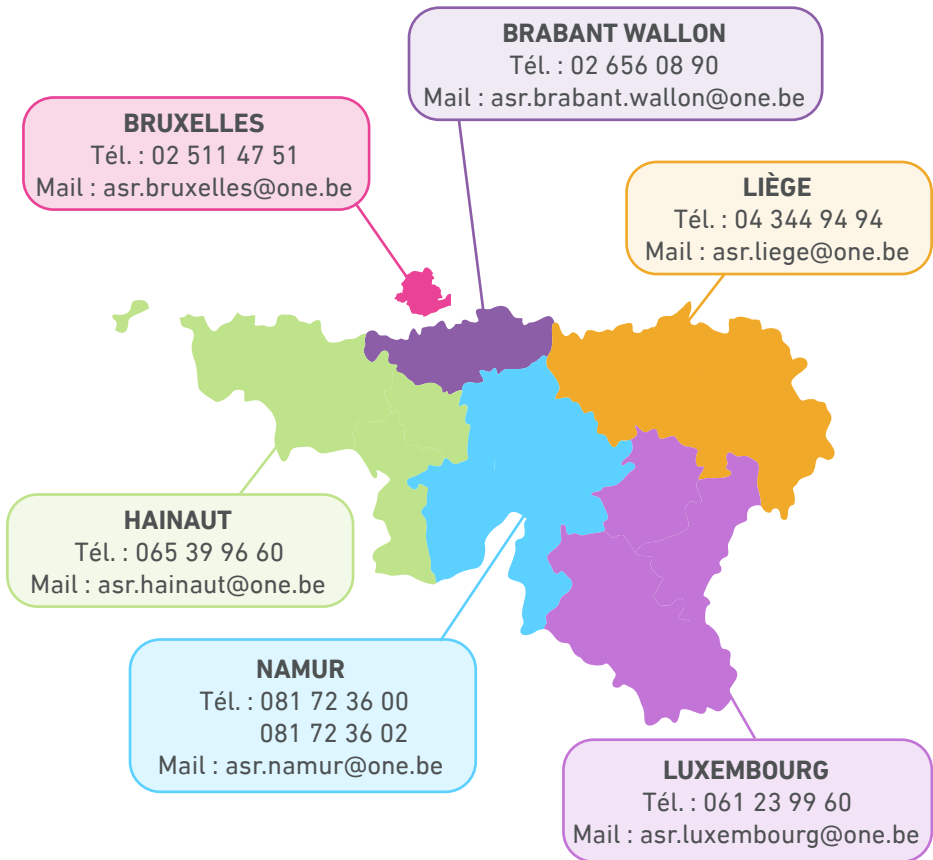 BRABANT WALLON
Tél. : 02 656 08 90
Mail : asr.brabant.wallon@one.be
BRUXELLES
Tél. : 02 511 47 51
Mail : asr.bruxelles@one.be
LIÈGE
Tél. : 04 344 94 94
Mail : asr.liege@one.be
HAINAUT
Tél. : 065 39 96 60
Mail : asr.hainaut@one.be
NAMUR
Tél. : 081 72 36 00
081 72 36 02
Mail : asr.namur@one.be
LUXEMBOURG
Tél. : 061 23 99 60
Mail : asr.luxembourg@one.be